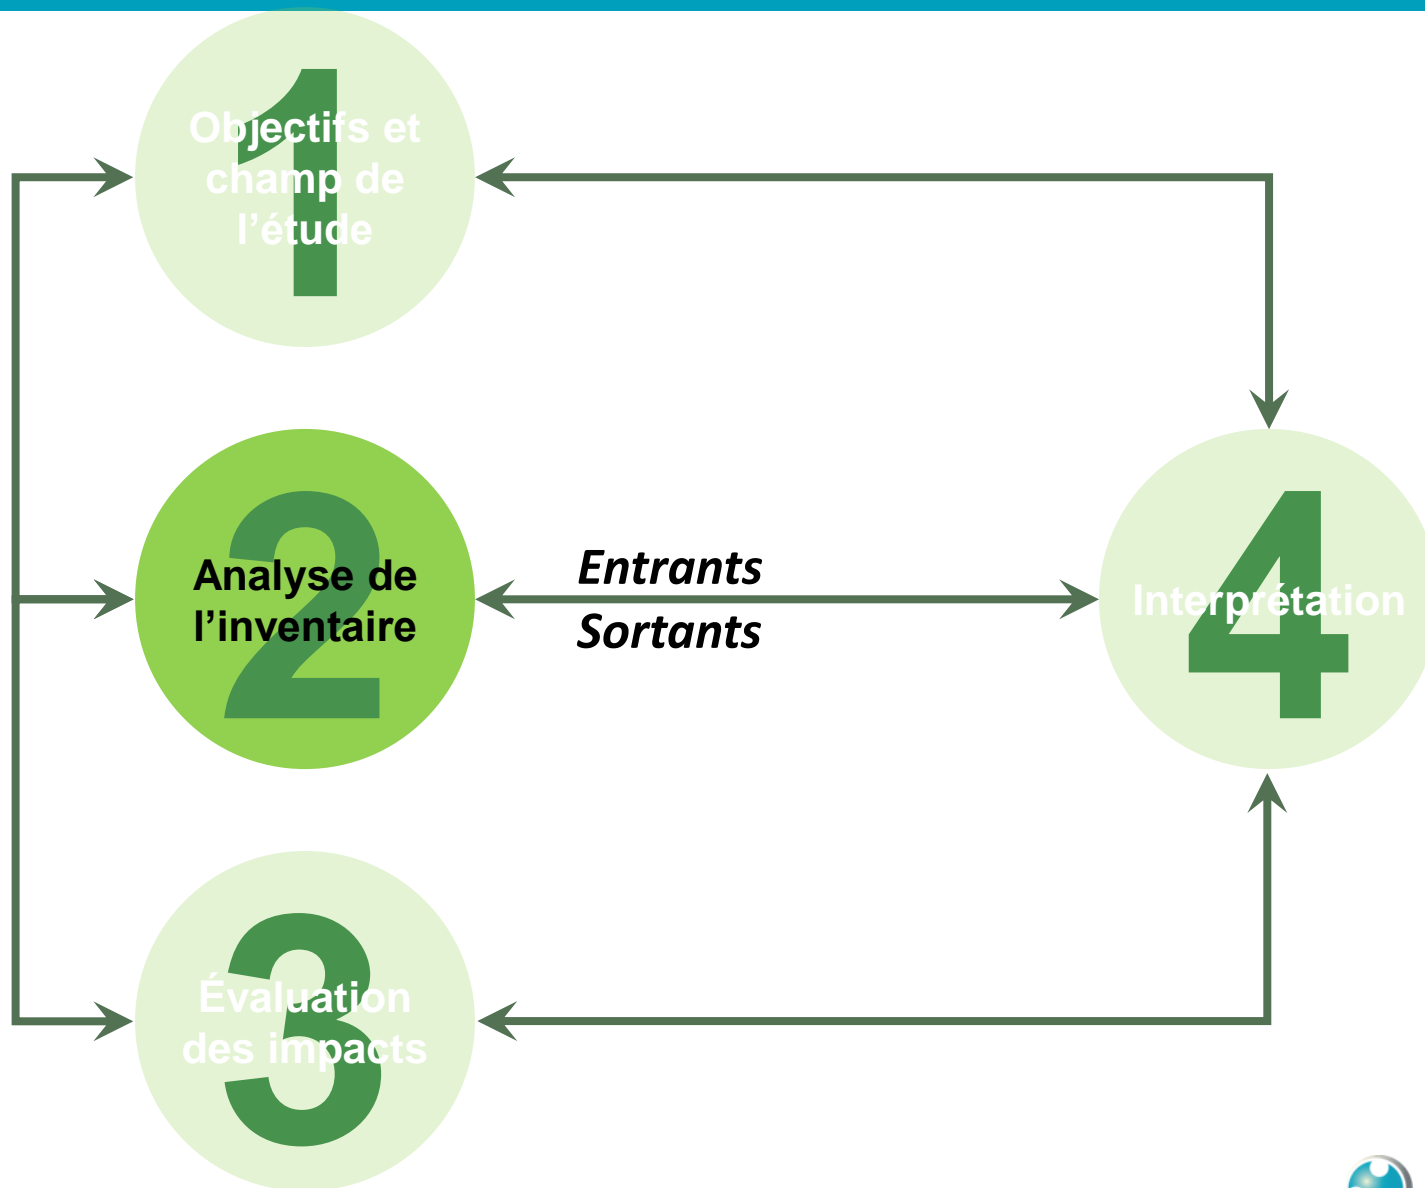 1
Objectifs et
champ de
l’étude
2
Analyse de
l’inventaire
Entrants
Sortants
4
Interprétation
3
Évaluation
des impacts